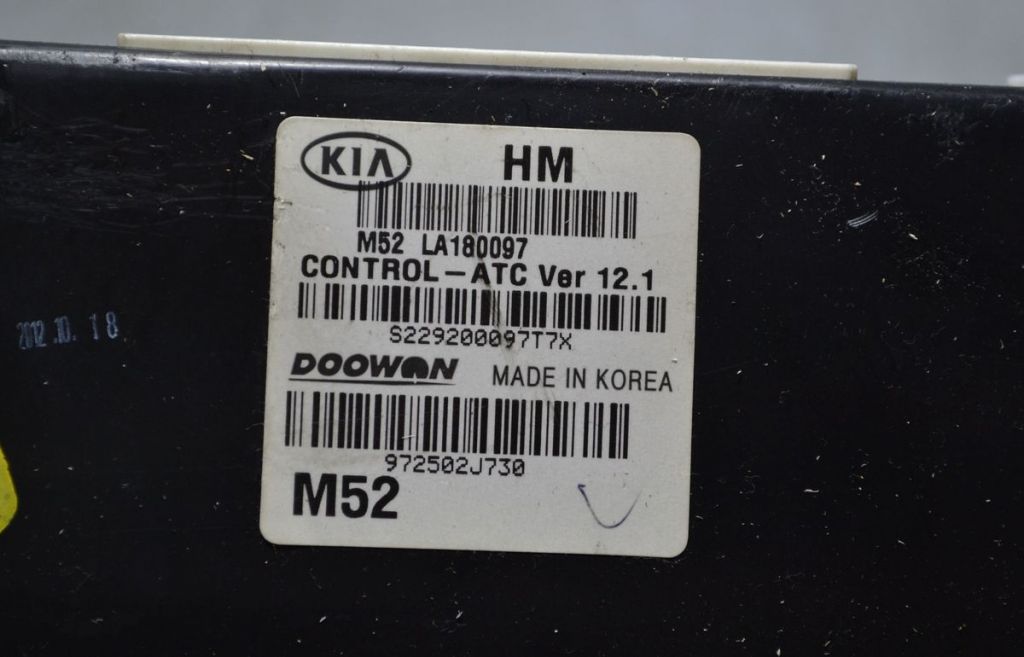 KIA HM
M52 LA180097
CONTROL-ATC Ver 12.1
S229200097T7X
DOOWON MADE IN KOREA
972502J730
M52
2012.10.18